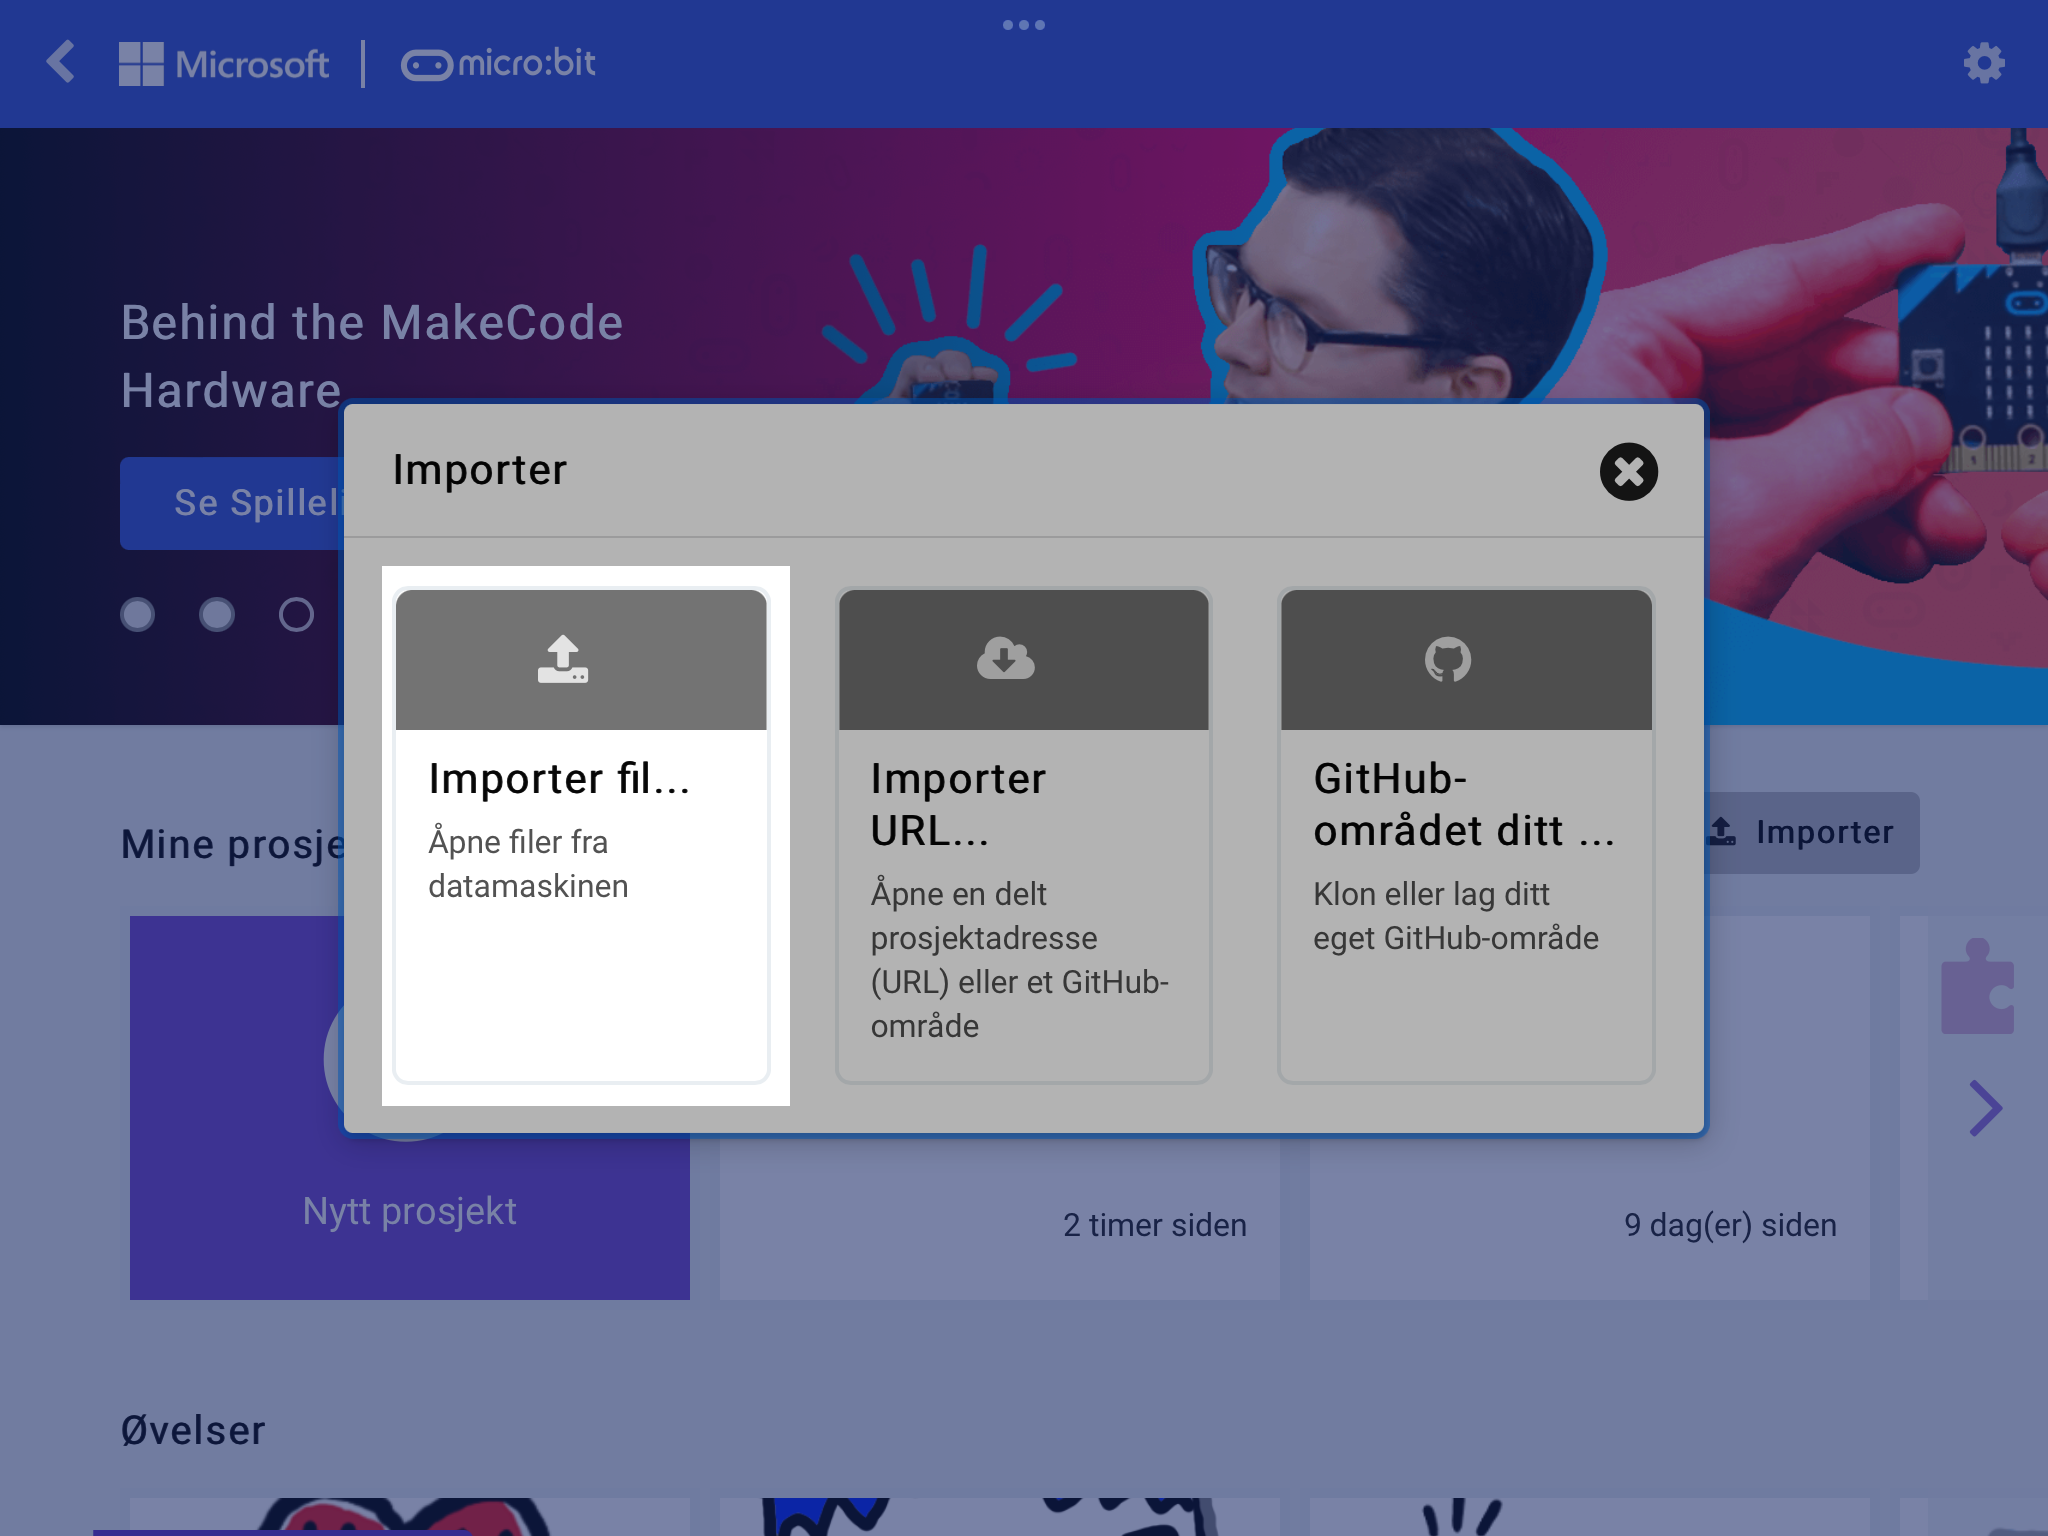 Microsoft | micro:bit
Behind the MakeCode
Hardware
Se Spilleli
Importer
Importer fil...
Åpne filer fra
datamaskinen
Importer
URL...
Åpne en delt
prosjektadresse
(URL) eller et GitHub-
område
GitHub-
området ditt ...
Klon eller lag ditt
eget GitHub-område
Mine prosje
Importer
Nytt prosjekt
2 timer siden
9 dag(er) siden
Øvelser